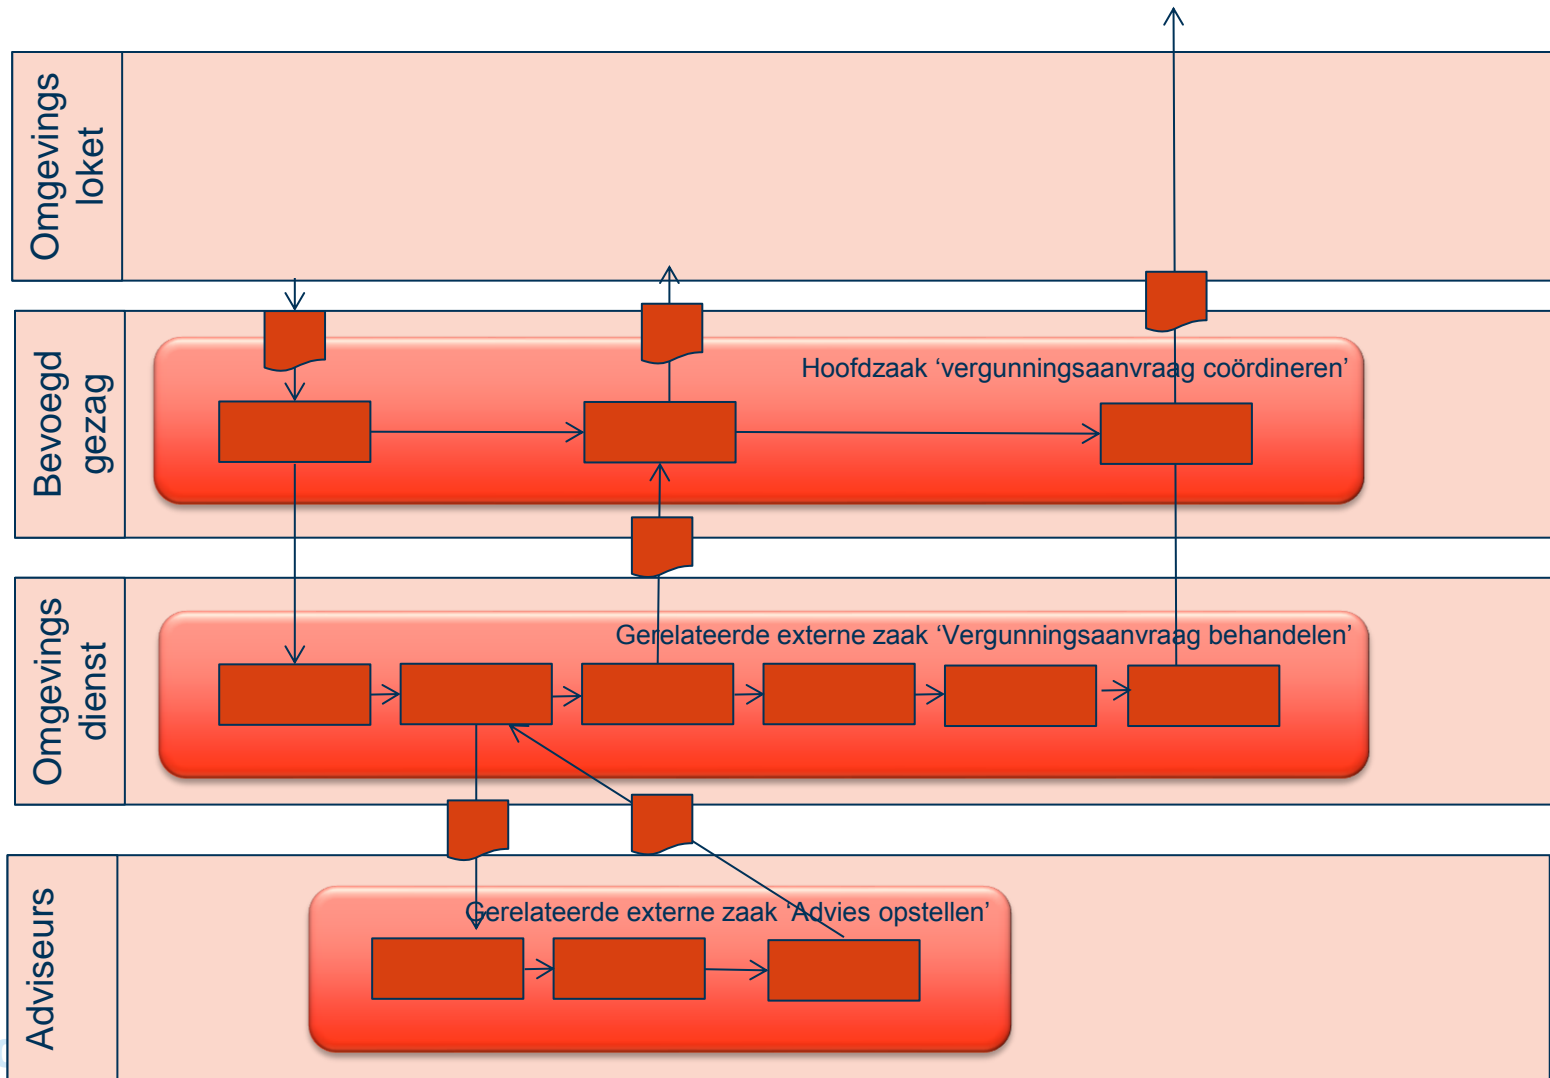 Omgevings
loket
Bevoegd
gezag
Hoofdzaak ‘vergunningsaanvraag coördineren’
Omgevings
dienst
Gerelateerde externe zaak ‘Vergunningsaanvraag behandelen’
Adviseurs
Gerelateerde externe zaak ‘Advies opstellen’